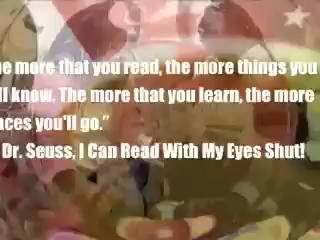 he more that you read, the more things you
ll know. The more that you learn, the more
aces you'll go.”
Dr. Seuss, I Can Read With My Eyes Shut!